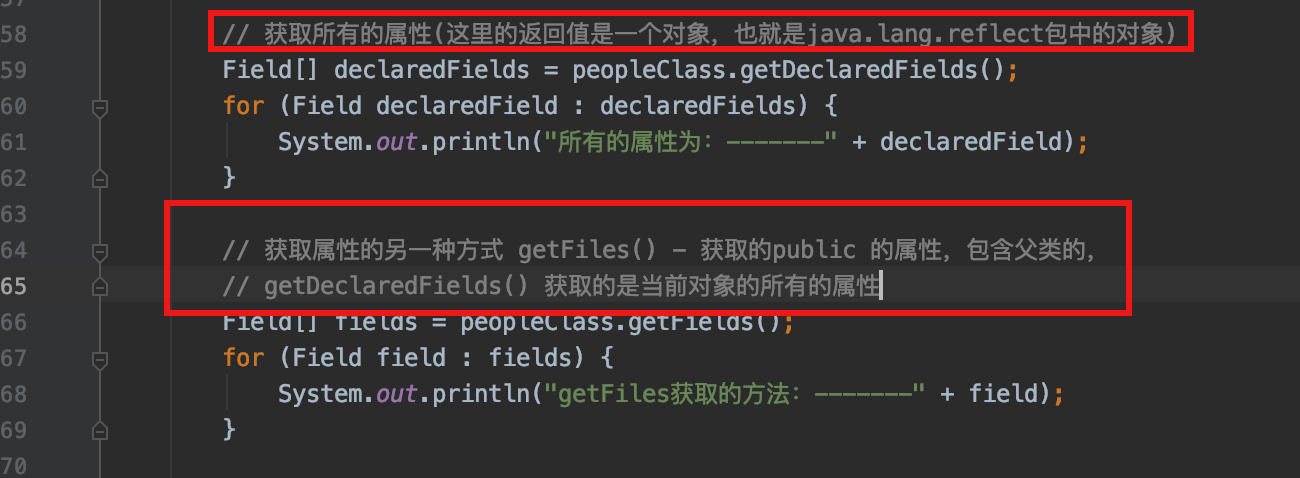 57
58 // 获取所有的属性(这里的返回值是一个对象，也就是java.lang.reflect包中的对象)
59 Field[] declaredFields = peopleClass.getDeclaredFields();
60 for (Field declaredField : declaredFields) {
61 System.out.println("所有的属性为：-------" + declaredField);
62 }
63
64 // 获取属性的另一种方式 getFiles() - 获取的public 的属性，包含父类的，
65 // getDeclaredFields() 获取的是当前对象的所有的属性
66 Field[] fields = peopleClass.getFields();
67 for (Field field : fields) {
68 System.out.println("getFiles获取的方法：-------" + field);
69 }
70